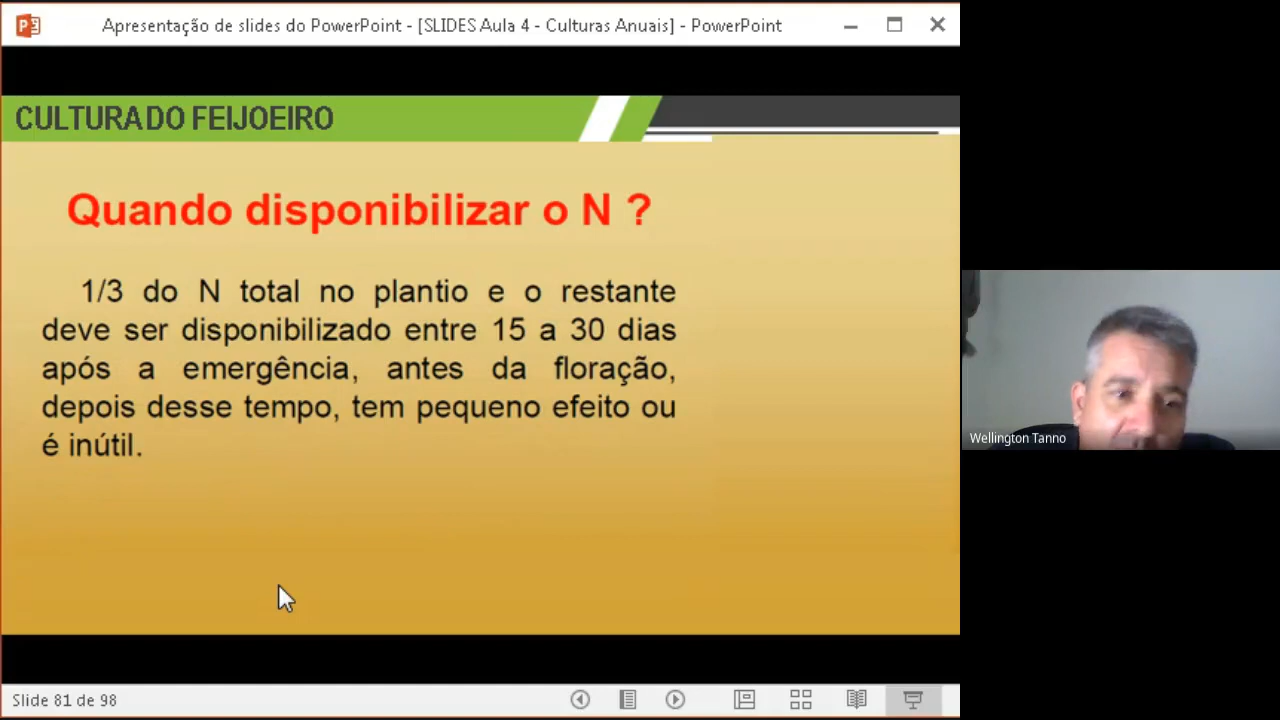 Apresentação de slides do PowerPoint - [SLIDES Aula 4 - Culturas Anuais] - PowerPoint
CULTURA DO FEIJOEIRO
Quando disponibilizar o N ?
1/3 do N total no plantio e o restante
deve ser disponibilizado entre 15 a 30 dias
após a emergência, antes da floração,
depois desse tempo, tem pequeno efeito ou
é inútil.
Wellington Tanno
Slide 81 de 98